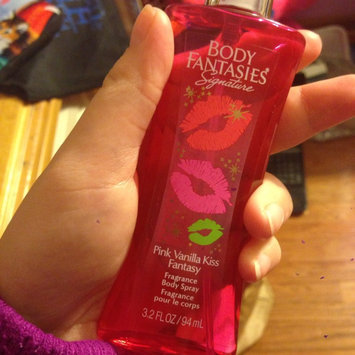 BODY
FANTASIES®
Signature
Pink Vanilla Kiss
Fantasy
Fragrance
Body Spray
Fragrance
pour le corps
3.2 FL OZ / 94 mL